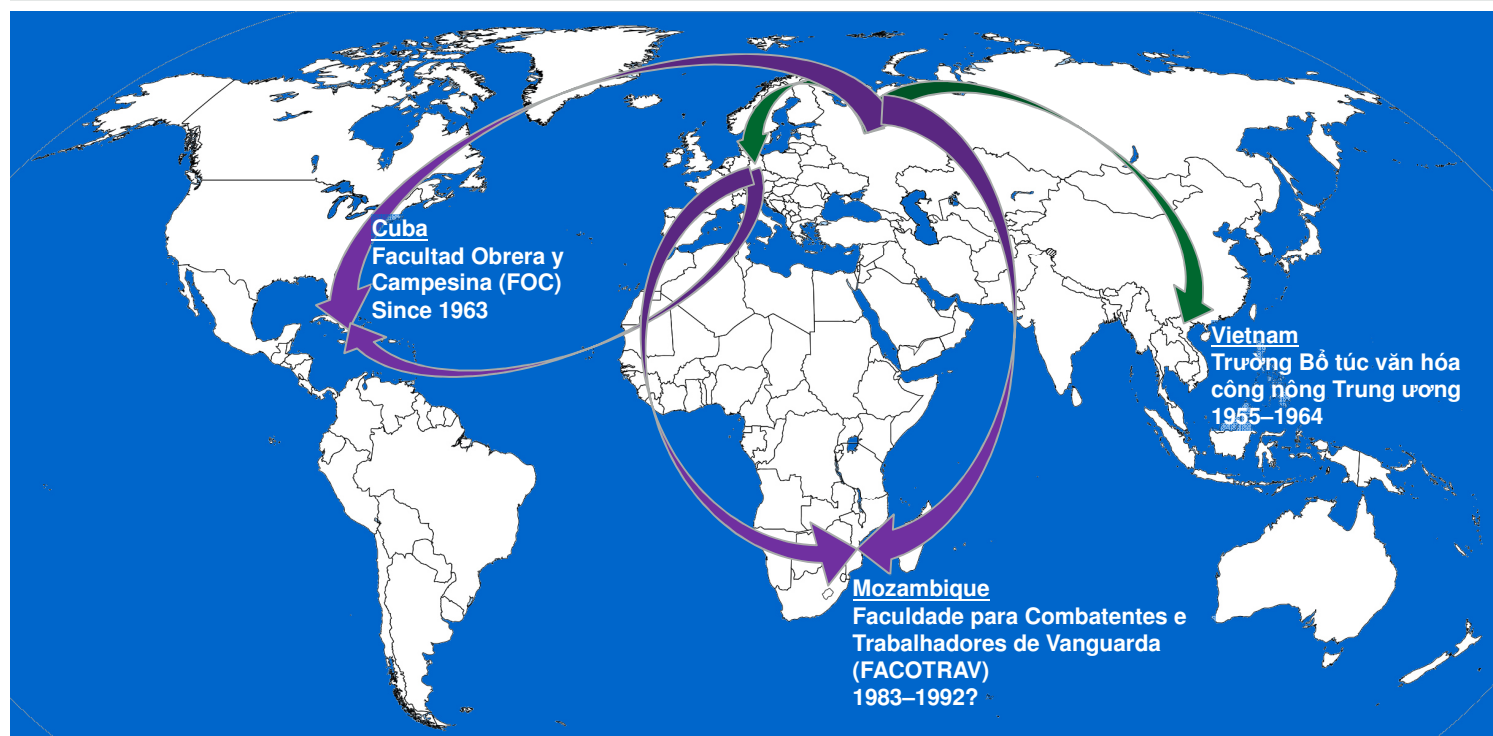 Cuba
Facultad Obrera y
Campesina (FOC)
Since 1963
Vietnam
Trường Bổ túc văn hóa
công nông Trung ương
1955–1964
Mozambique
Faculdade para Combatentes e
Trabalhadores de Vanguarda
(FACOTRAV)
1983–1992?